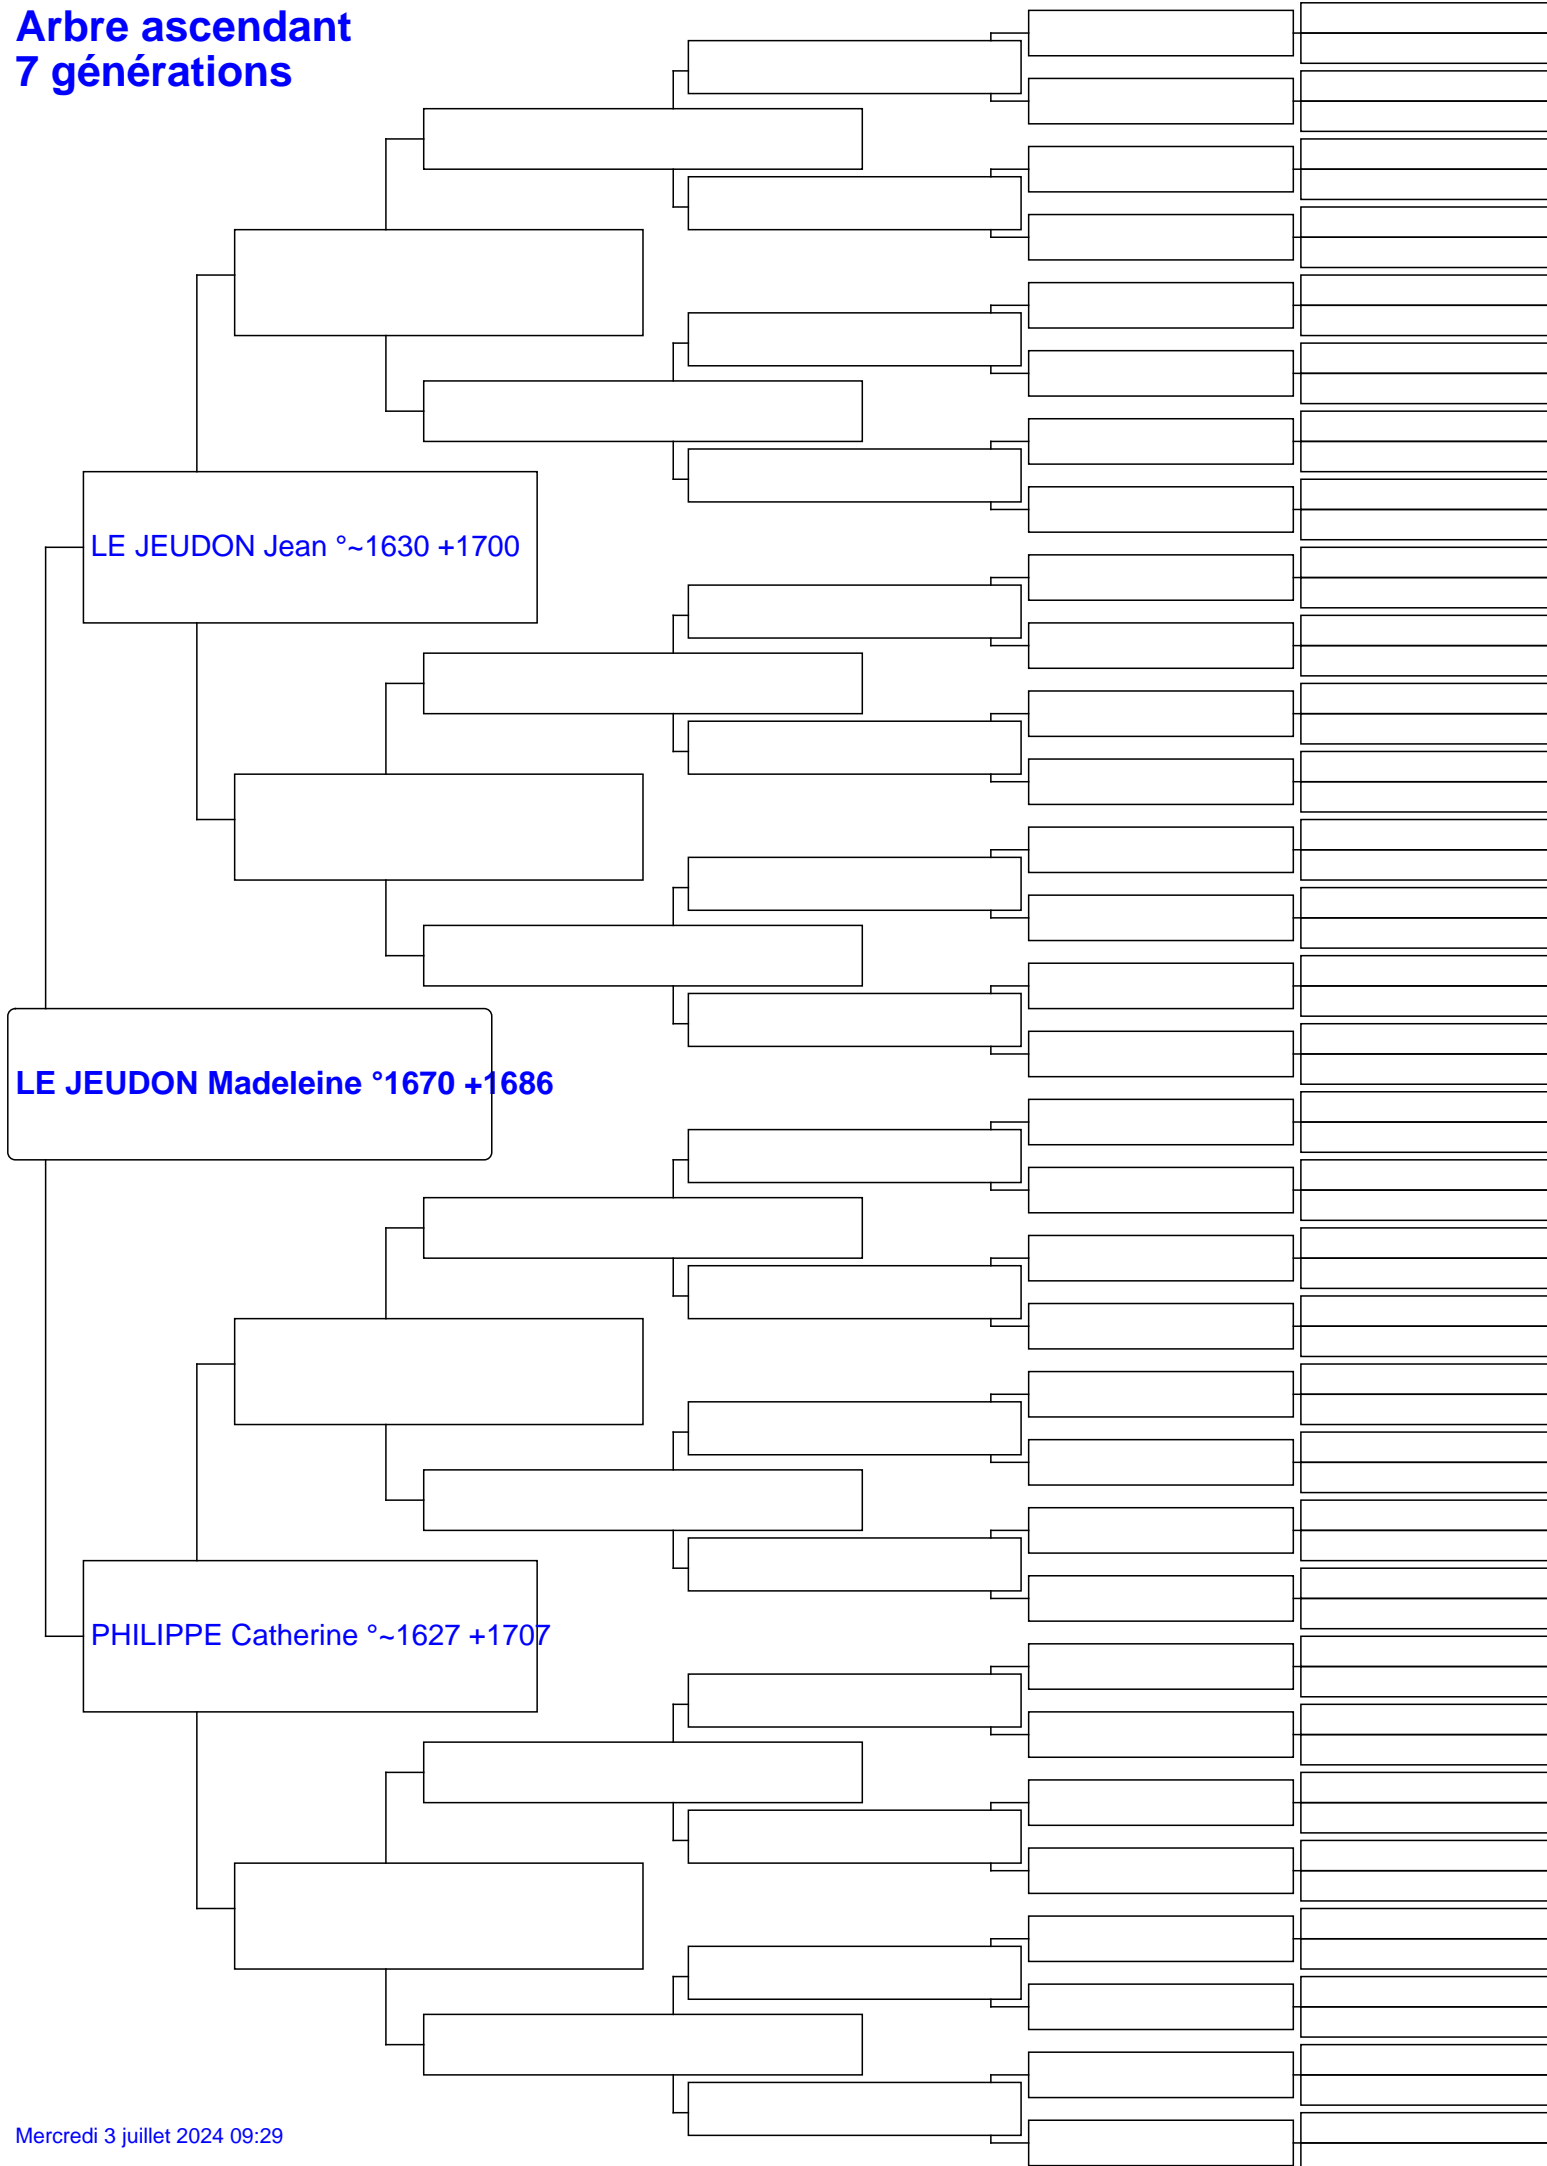 Arbre ascendant
7 générations
LE JEUDON Jean °~1630 +1700
LE JEUDON Madeleine °1670 +1686
PHILIPPE Catherine °~1627 +1707
Mercredi 3 juillet 2024 09:29